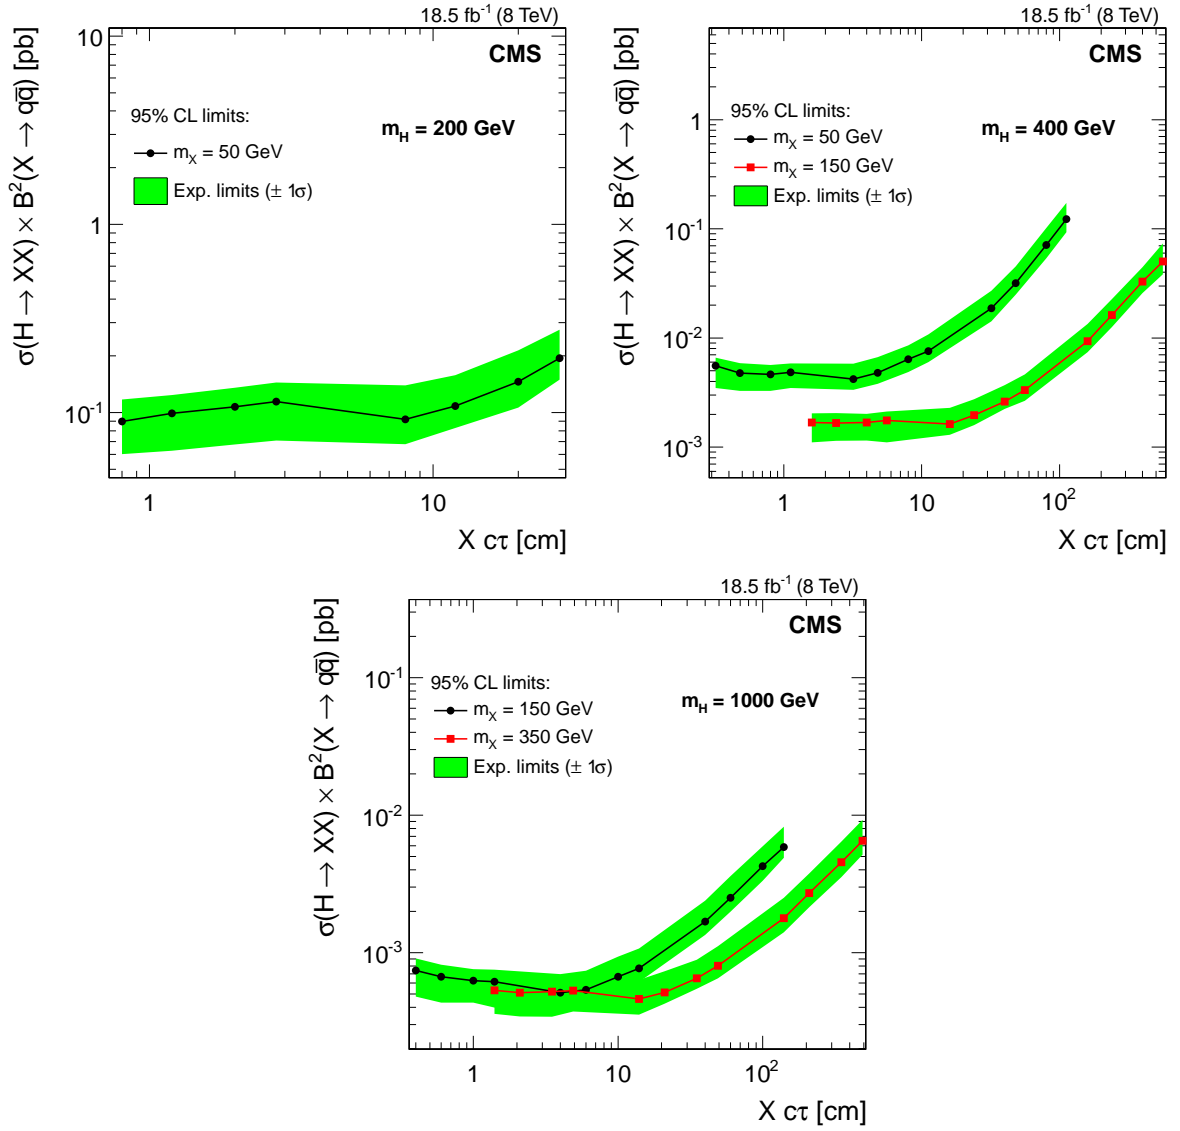 18.5 fb⁻¹ (8 TeV)
CMS
σ(H → XX) × B²(X → qq̅) [pb]
10
1
10⁻¹
95% CL limits:
m_H = 200 GeV
m_X = 50 GeV
Exp. limits (± 1σ)
1
10
X cτ [cm]
18.5 fb⁻¹ (8 TeV)
CMS
σ(H → XX) × B²(X → qq̅) [pb]
1
10⁻¹
10⁻²
10⁻³
95% CL limits:
m_H = 400 GeV
m_X = 50 GeV
m_X = 150 GeV
Exp. limits (± 1σ)
1
10
10²
X cτ [cm]
18.5 fb⁻¹ (8 TeV)
CMS
σ(H → XX) × B²(X → qq̅) [pb]
10⁻¹
10⁻²
10⁻³
95% CL limits:
m_H = 1000 GeV
m_X = 150 GeV
m_X = 350 GeV
Exp. limits (± 1σ)
1
10
10²
X cτ [cm]